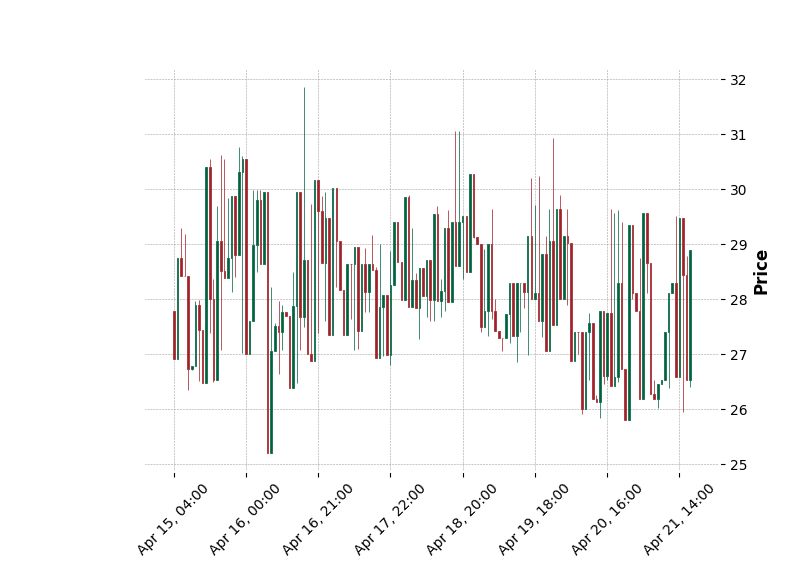 32
31
30
29
28
27
26
25
Price
Apr 15, 04:00
Apr 16, 00:00
Apr 16, 21:00
Apr 17, 22:00
Apr 18, 20:00
Apr 19, 18:00
Apr 20, 16:00
Apr 21, 14:00